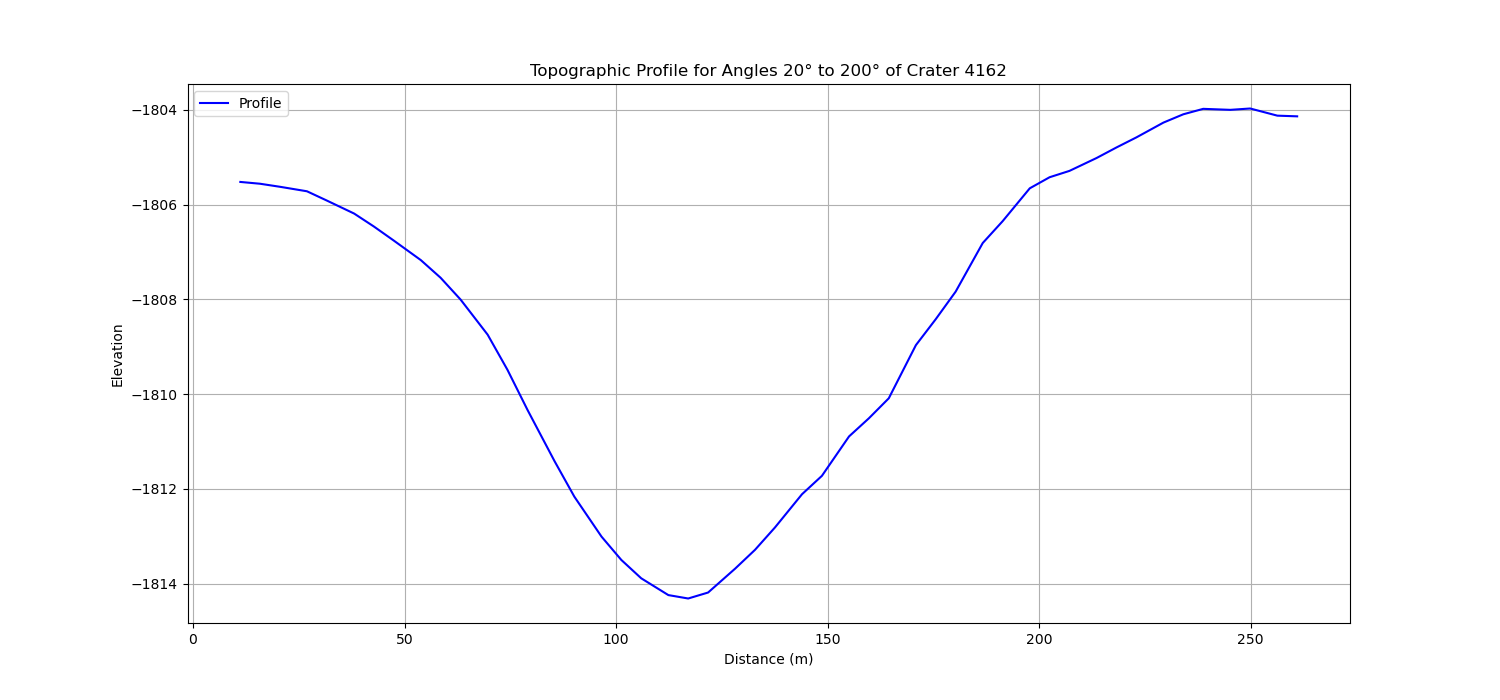 Topographic Profile for Angles 20° to 200° of Crater 4162
Profile
−1804
−1806
−1808
−1810
−1812
−1814
Elevation
0 50 100 150 200 250
Distance (m)